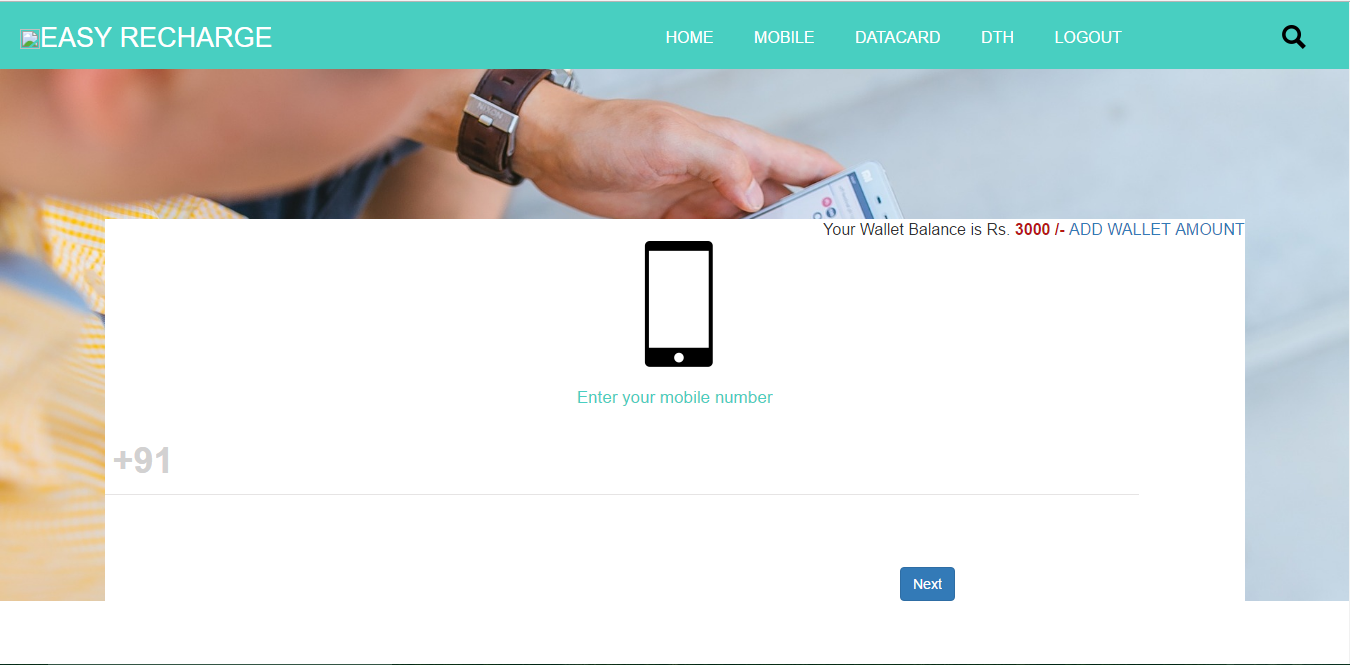 EASY RECHARGE HOME MOBILE DATACARD DTH LOGOUT
NIXON
Your Wallet Balance is Rs. 3000 /- ADD WALLET AMOUNT
Enter your mobile number
+91
Next